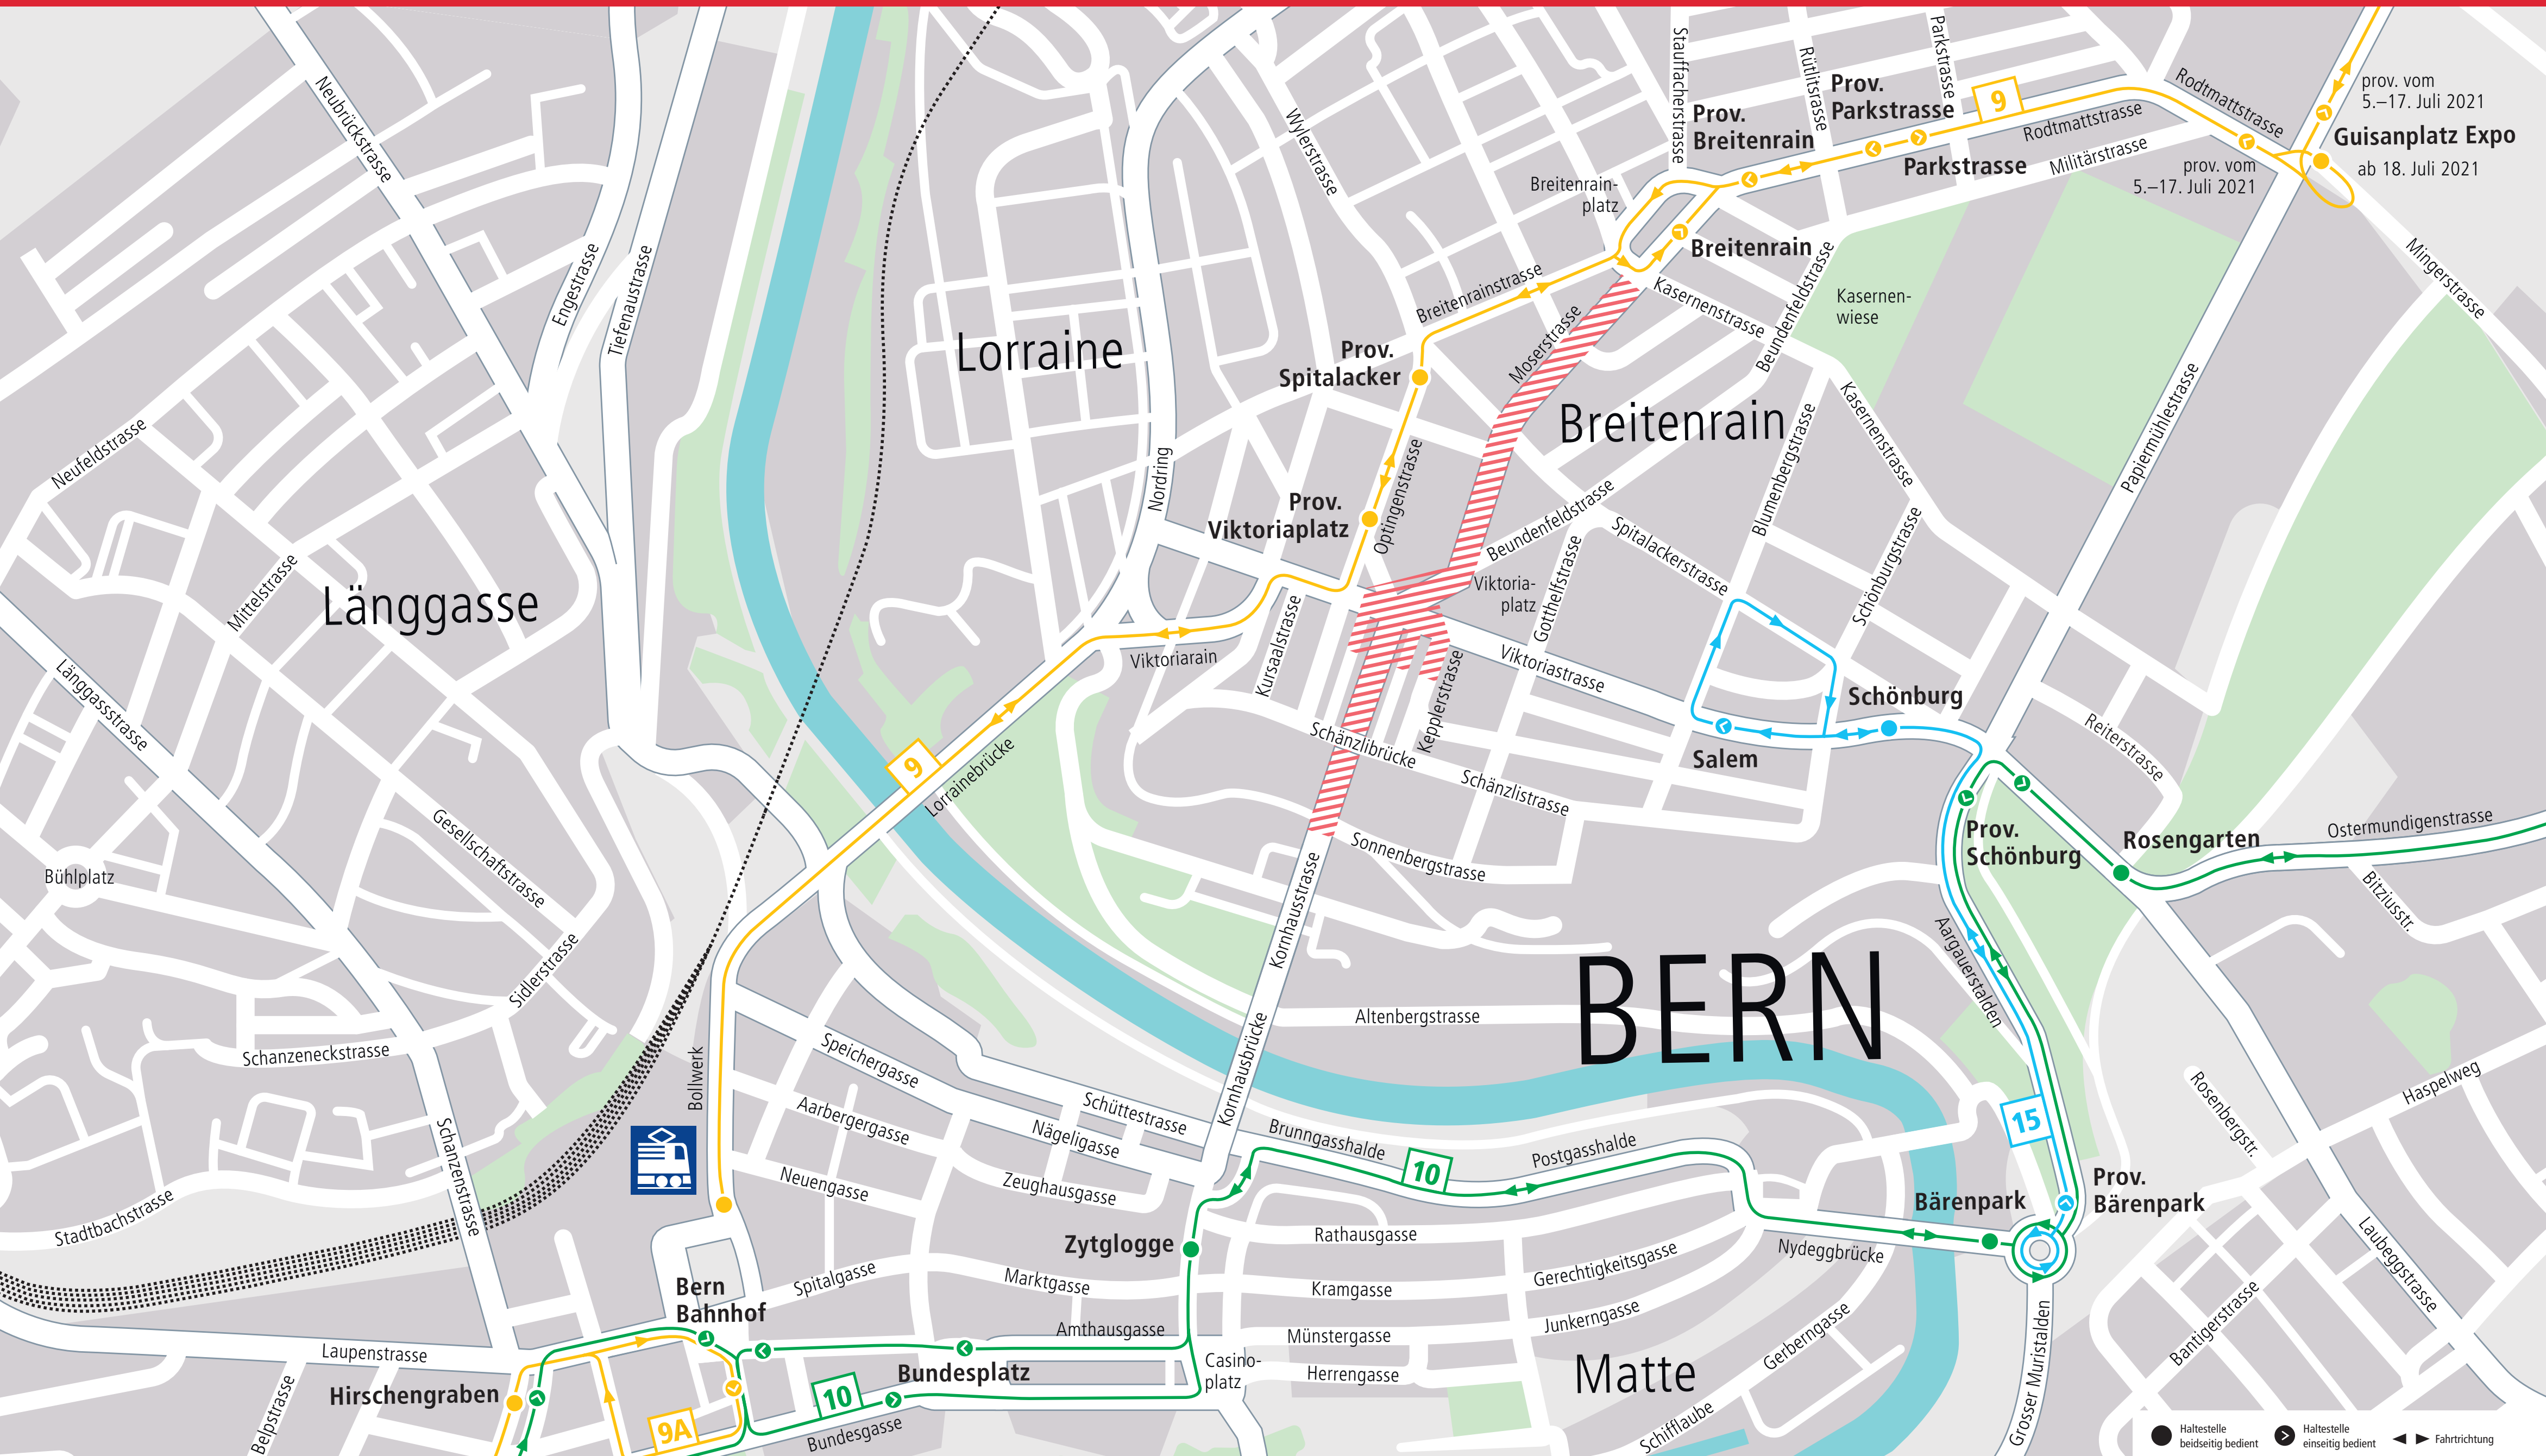 Neubrückstrasse
Engestrasse
Tiefenaustrasse
Neufeldstrasse
Mittelstrasse
Länggasse
Länggassstrasse
Bühlplatz
Gesellschaftstrasse
Sidlerstrasse
Schanzeneckstrasse
Stadtbachstrasse
Schanzenstrasse
Laupenstrasse
Belpstrasse
Hirschengraben
Bern
Bahnhof
9A
10
Bundesgasse
Bundesplatz
Amthausgasse
Casino-
platz
Bollwerk
Speichergasse
Aarbergergasse
Neuengasse
Spitalgasse
Marktgasse
Zeughausgasse
Nägeligasse
Schüttestrasse
Zytglogge
Kornhausbrücke
Kornhausstrasse
Lorraine
Nordring
9
Lorrainebrücke
Viktoriarain
Kursaalstrasse
Prov.
Viktoriaplatz
Optingenstrasse
Prov.
Spitalacker
Breitenrainstrasse
Wylerstrasse
Moserstrasse
Breitenrain-
platz
Stauffacherstrasse
Prov.
Breitenrain
Breitenrain
Rütlistrasse
Prov.
Parkstrasse
Parkstrasse
Parkstrasse
9
Rodtmattstrasse
Militärstrasse
Rodtmattstrasse
prov. vom
5.–17. Juli 2021
prov. vom
5.–17. Juli 2021
Guisanplatz Expo
ab 18. Juli 2021
Mingerstrasse
Papiermühlestrasse
Kasernen-
wiese
Kasernenstrasse
Beundenfeldstrasse
Kasernenstrasse
Breitenrain
Blumenbergstrasse
Schönburgstrasse
Beundenfeldstrasse
Spitalackerstrasse
Gotthelfstrasse
Viktoria-
platz
Viktoriastrasse
Kepplerstrasse
Schänzlibrücke
Schänzlistrasse
Sonnenbergstrasse
Salem
Schönburg
Prov.
Schönburg
Rosengarten
Reiterstrasse
Ostermundigenstrasse
Bitziusstr.
Aargauerstalden
BERN
Altenbergstrasse
Brunngasshalde
10
Postgasshalde
15
Bärenpark
Prov.
Bärenpark
Nydeggbrücke
Rathausgasse
Kramgasse
Gerechtigkeitsgasse
Junkerngasse
Münstergasse
Herrengasse
Gerberngasse
Matte
Schifflaube
Grosser Muristalden
Rosenbergstr.
Haspelweg
Laubeggstrasse
Bantigerstrasse
Haltestelle
beidseitig bedient
Haltestelle
einseitig bedient
Fahrtrichtung